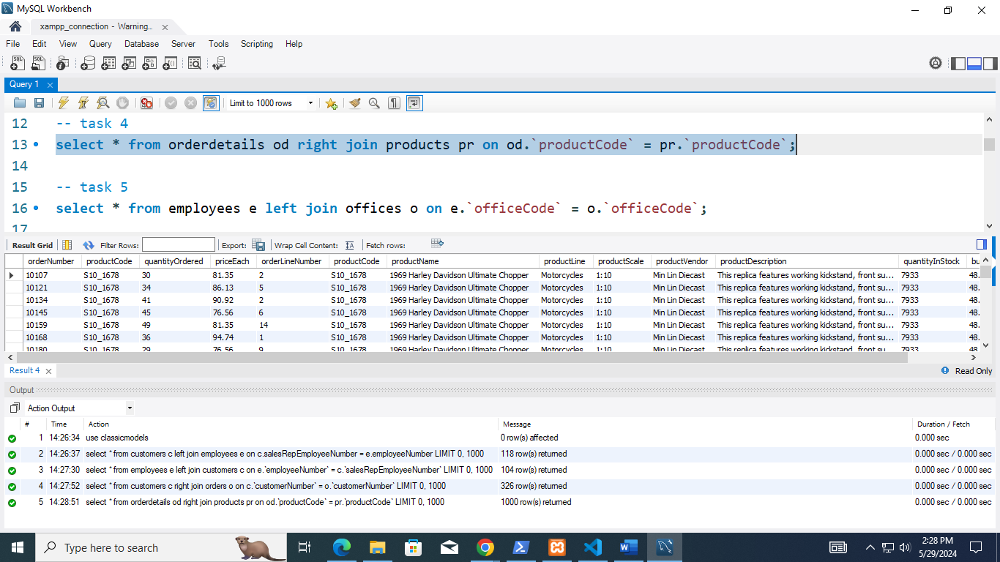 MySQL Workbench
xampp_connection - Warning...
File Edit View Query Database Server Tools Scripting Help
Query 1
Limit to 1000 rows
12 -- task 4
13 select * from orderdetails od right join products pr on od.`productCode` = pr.`productCode`;
14
15 -- task 5
16 select * from employees e left join offices o on e.`officeCode` = o.`officeCode`;
17
Result Grid Filter Rows: Export: Wrap Cell Content: Fetch rows:
orderNumber productCode quantityOrdered priceEach orderLineNumber productCode productName productLine productScale productVendor productDescription quantityInStock bu
10107 S10_1678 30 81.35 2 S10_1678 1969 Harley Davidson Ultimate Chopper Motorcycles 1:10 Min Lin Diecast This replica features working kickstand, front su... 7933 48.
10121 S10_1678 34 86.13 5 S10_1678 1969 Harley Davidson Ultimate Chopper Motorcycles 1:10 Min Lin Diecast This replica features working kickstand, front su... 7933 48.
10134 S10_1678 41 90.92 2 S10_1678 1969 Harley Davidson Ultimate Chopper Motorcycles 1:10 Min Lin Diecast This replica features working kickstand, front su... 7933 48.
10145 S10_1678 45 76.56 6 S10_1678 1969 Harley Davidson Ultimate Chopper Motorcycles 1:10 Min Lin Diecast This replica features working kickstand, front su... 7933 48.
10159 S10_1678 49 81.35 14 S10_1678 1969 Harley Davidson Ultimate Chopper Motorcycles 1:10 Min Lin Diecast This replica features working kickstand, front su... 7933 48.
10168 S10_1678 36 94.74 1 S10_1678 1969 Harley Davidson Ultimate Chopper Motorcycles 1:10 Min Lin Diecast This replica features working kickstand, front su... 7933 48.
10180 S10_1678 29 76.56 9 S10_1678 1969 Harley Davidson Ultimate Chopper Motorcycles 1:10 Min Lin Diecast This replica features working kickstand, front su... 7933 48.
Result 4 Read Only
Output
Action Output
# Time Action Message Duration / Fetch
1 14:26:34 use classicmodels 0 row(s) affected 0.000 sec
2 14:26:37 select * from customers c left join employees e on c.salesRepEmployeeNumber = e.employeeNumber LIMIT 0, 1000 118 row(s) returned 0.000 sec / 0.000 sec
3 14:27:30 select * from employees e left join customers c on e.`employeeNumber` = c.`salesRepEmployeeNumber` LIMIT 0, 1000 104 row(s) returned 0.000 sec / 0.000 sec
4 14:27:52 select * from customers c right join orders o on c.`customerNumber` = o.`customerNumber` LIMIT 0, 1000 326 row(s) returned 0.000 sec / 0.000 sec
5 14:28:51 select * from orderdetails od right join products pr on od.`productCode` = pr.`productCode` LIMIT 0, 1000 1000 row(s) returned 0.000 sec / 0.000 sec
Type here to search
2:28 PM
5/29/2024